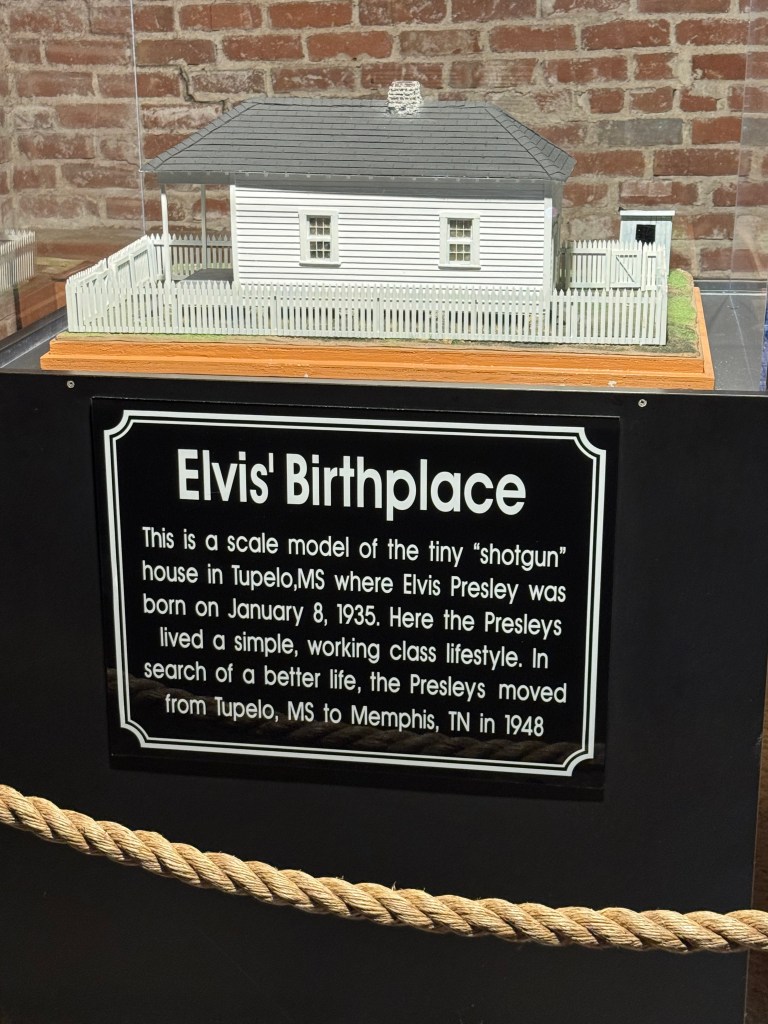 Elvis' Birthplace
This is a scale model of the tiny "shotgun"
house in Tupelo,MS where Elvis Presley was
born on January 8, 1935. Here the Presleys
lived a simple, working class lifestyle. In
search of a better life, the Presleys moved
from Tupelo, MS to Memphis, TN in 1948